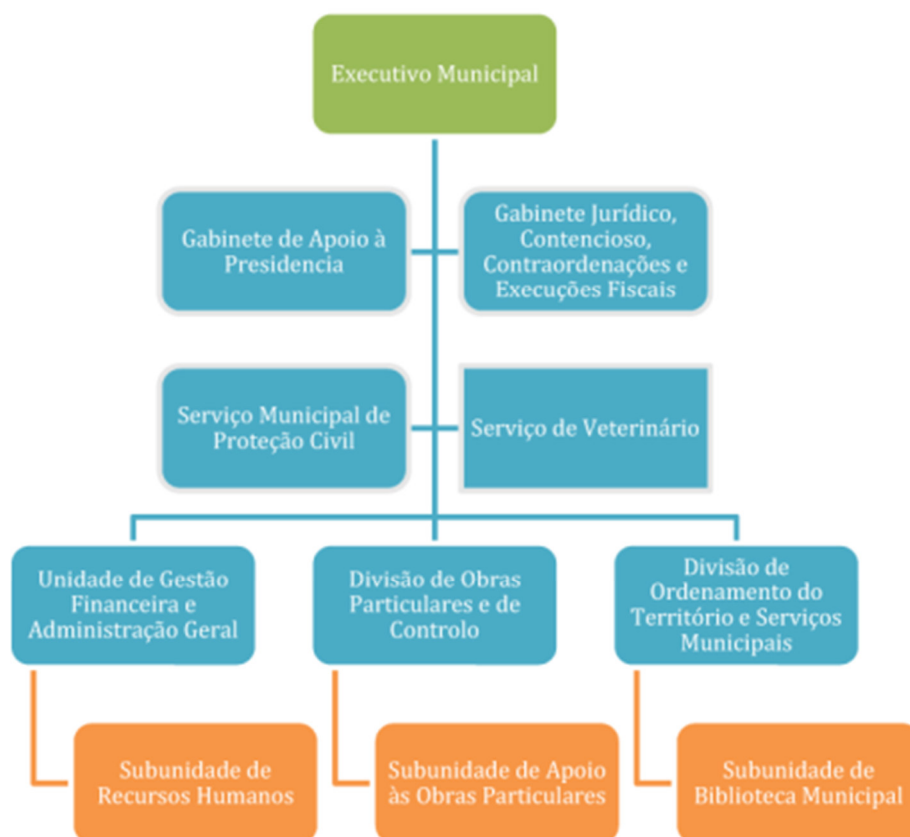 Executivo Municipal
Gabinete de Apoio à
Presidencia
Gabinete Jurídico,
Contencioso,
Contraordenações e
Execuções Fiscais
Serviço Municipal de
Proteção Civil
Serviço de Veterinário
Unidade de Gestão
Financeira e
Administração Geral
Divisão de Obras
Particulares e de
Controlo
Divisão de
Ordenamento do
Território e Serviços
Municipais
Subunidade de
Recursos Humanos
Subunidade de Apoio
às Obras Particulares
Subunidade de
Biblioteca Municipal